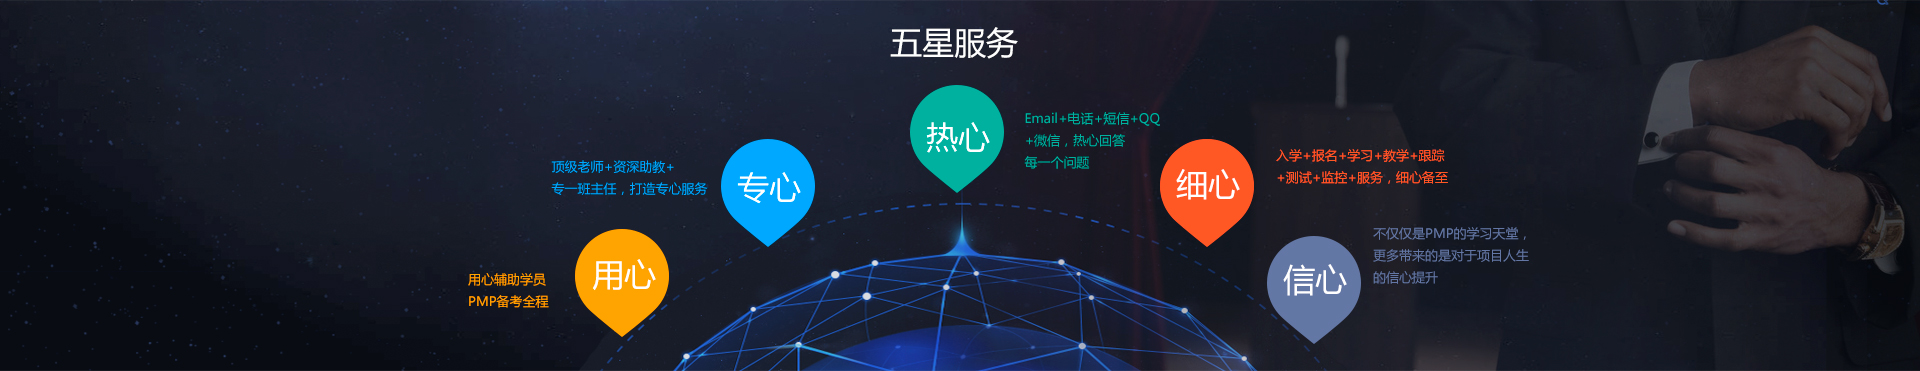 五星服务
热心
Email+电话+短信+QQ
+微信，热心回答
每一个问题
专心
顶级老师+资深助教+
专一班主任，打造专心服务
细心
入学+报名+学习+教学+跟踪
+测试+监控+服务，细心备至
用心
用心辅助学员
PMP备考全程
信心
不仅仅是PMP的学习天堂，
更多带来的是对于项目人生
的信心提升